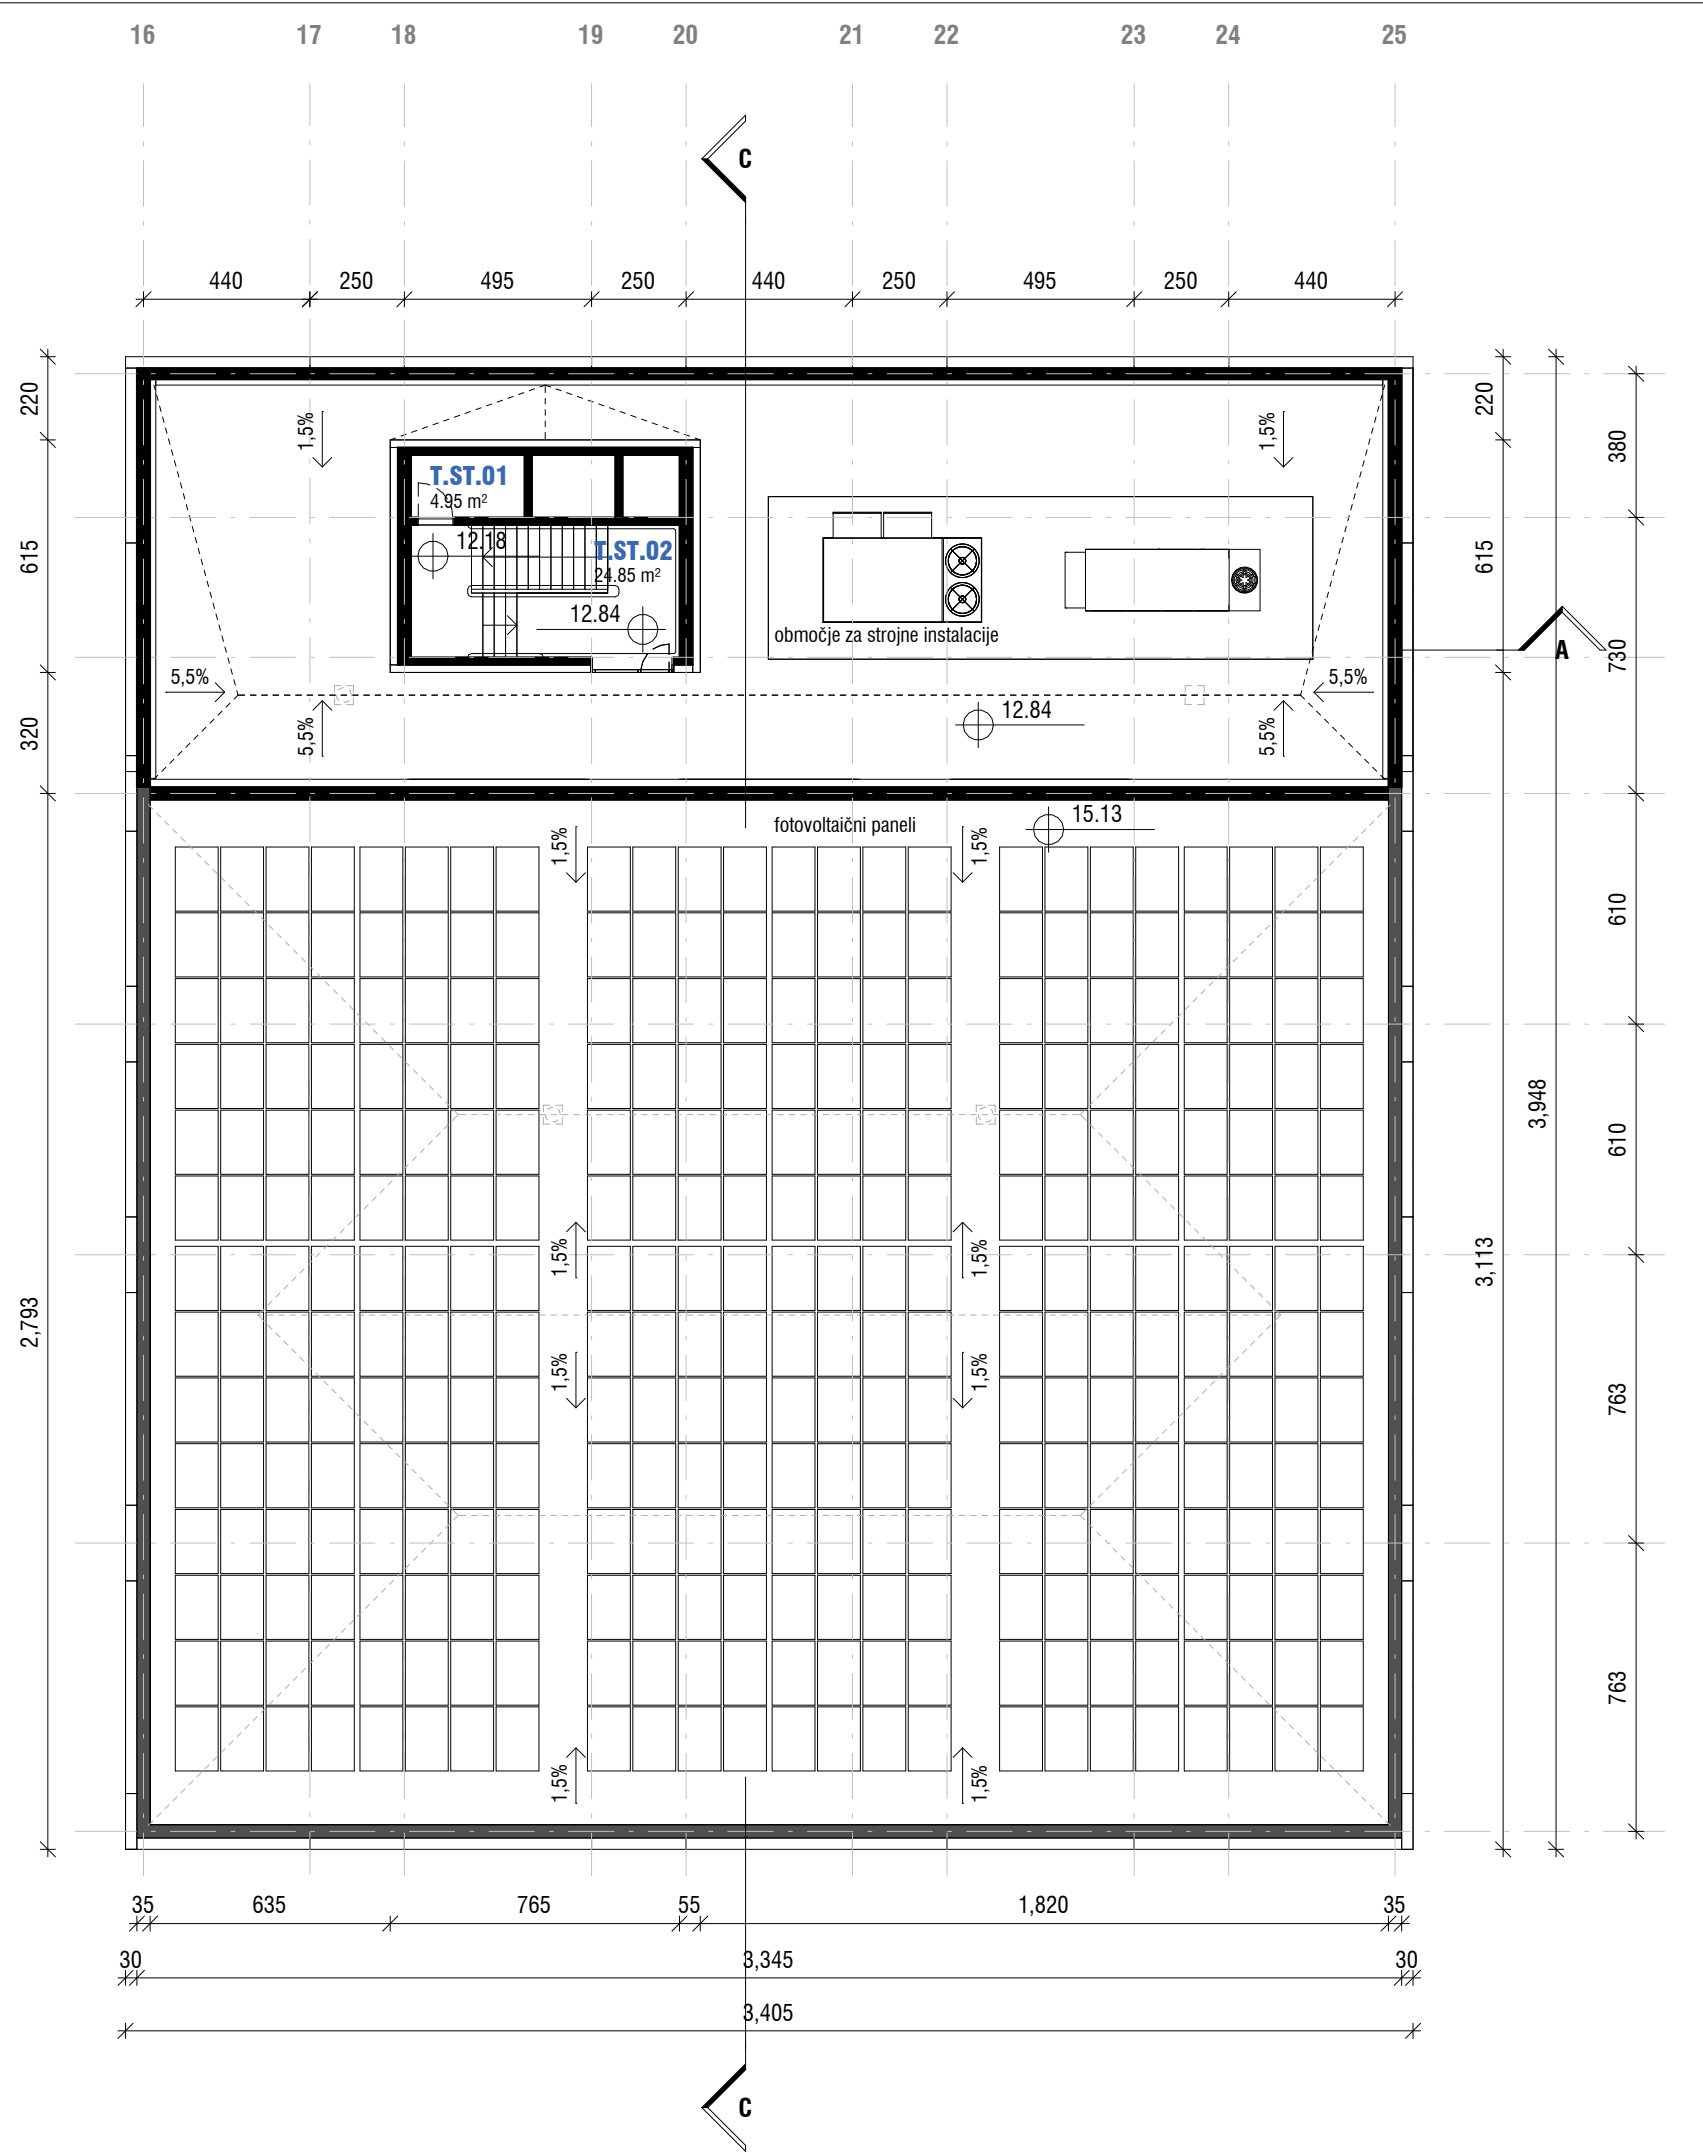 16 17 18 19 20 21 22 23 24 25
C
440 250 495 250 440 250 495 250 440
220
615
320
2,793
220
615
3,113
3,948
380
730
610
610
763
763
A
1,5%
1,5%
T.ST.01
4.95 m²
12.18
T.ST.02
24.85 m²
12.84
območje za strojne instalacije
5,5%
5,5%
5,5%
5,5%
12.84
15.13
fotovoltaični paneli
1,5%
1,5%
1,5%
1,5%
1,5%
1,5%
1,5%
1,5%
35 635 765 55 1,820 35
30 3,345 30
3,405
C